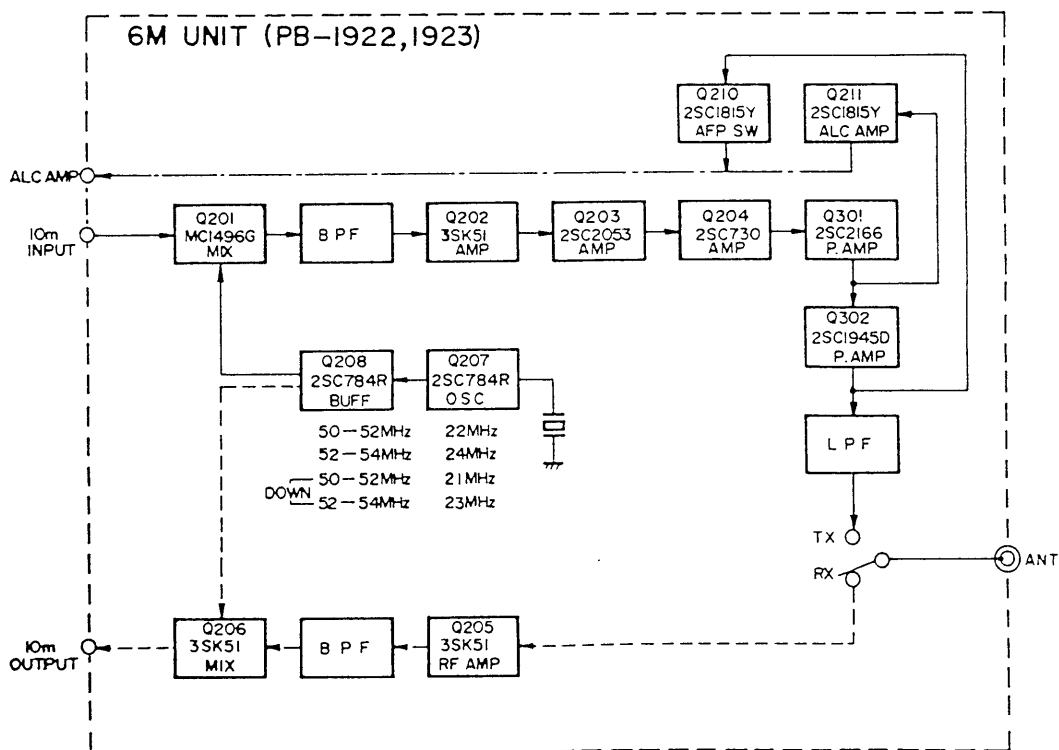 6M UNIT (PB-1922,1923)
Q210
2SC1815Y
AFP SW
Q211
2SC1815Y
ALC AMP
ALC AMP
10m
INPUT
Q201
MC1496G
MIX
B P F
Q202
3SK51
AMP
Q203
2SC2053
AMP
Q204
2SC730
AMP
Q301
2SC2166
P.AMP
Q302
2SC1945D
P.AMP
Q208
2SC784R
BUFF
Q207
2SC784R
OSC
50-52MHz 22MHz
52-54MHz 24MHz
DOWN
50-52MHz 21MHz
52-54MHz 23MHz
L P F
TX
RX
ANT
10m
OUTPUT
Q206
3SK51
MIX
B P F
Q205
3SK51
RF AMP